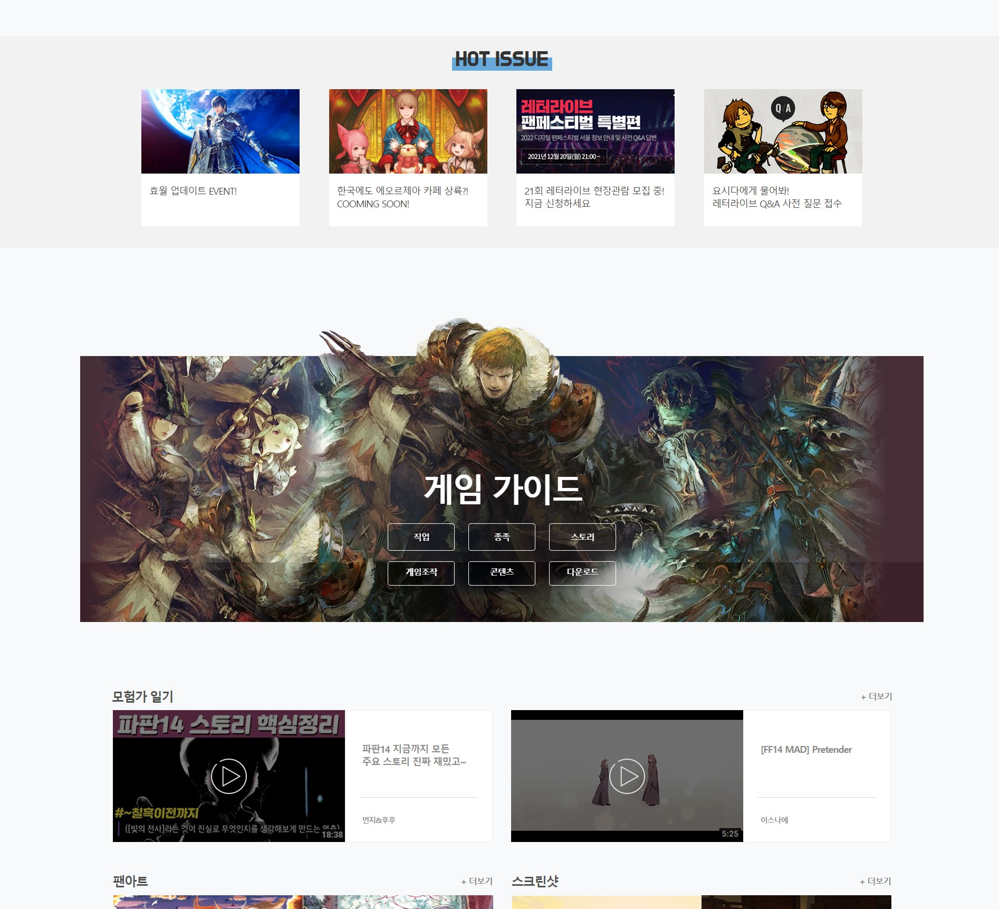 HOT ISSUE
레터라이브
팬페스티벌 특별편
2022 디지털 팬페스티벌 서울 정보 안내 및 사전 Q&A 답변
2021년 12월 20일(월) 21:00 ~
Q/A
효월 업데이트 EVENT!
한국에도 에오르제아 카페 상륙?!
COOMING SOON!
21회 레터라이브 현장관람 모집 중!
지금 신청하세요
요시다에게 물어봐!
레터라이브 Q&A 사전 질문 접수
게임 가이드
직업
종족
스토리
게임조작
콘텐츠
다운로드
모험가 일기
+ 더보기
파판14 스토리 핵심정리
#~칠흑이전까지
([빛의 전사]라는 것이 진실로 무엇인지를 생각해보게 만드는 연출)
18:38
파판14 지금까지 모든
주요 스토리 진짜 재밌고...
먼지&후후
5:25
[FF14 MAD] Pretender
이스나에
팬아트
+ 더보기
스크린샷
+ 더보기